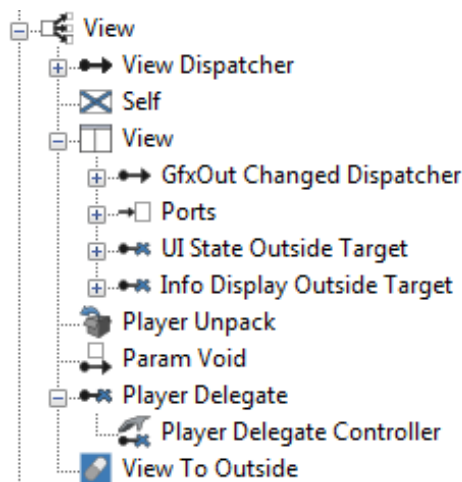 View
View Dispatcher
Self
View
GfxOut Changed Dispatcher
Ports
UI State Outside Target
Info Display Outside Target
Player Unpack
Param Void
Player Delegate
Player Delegate Controller
View To Outside